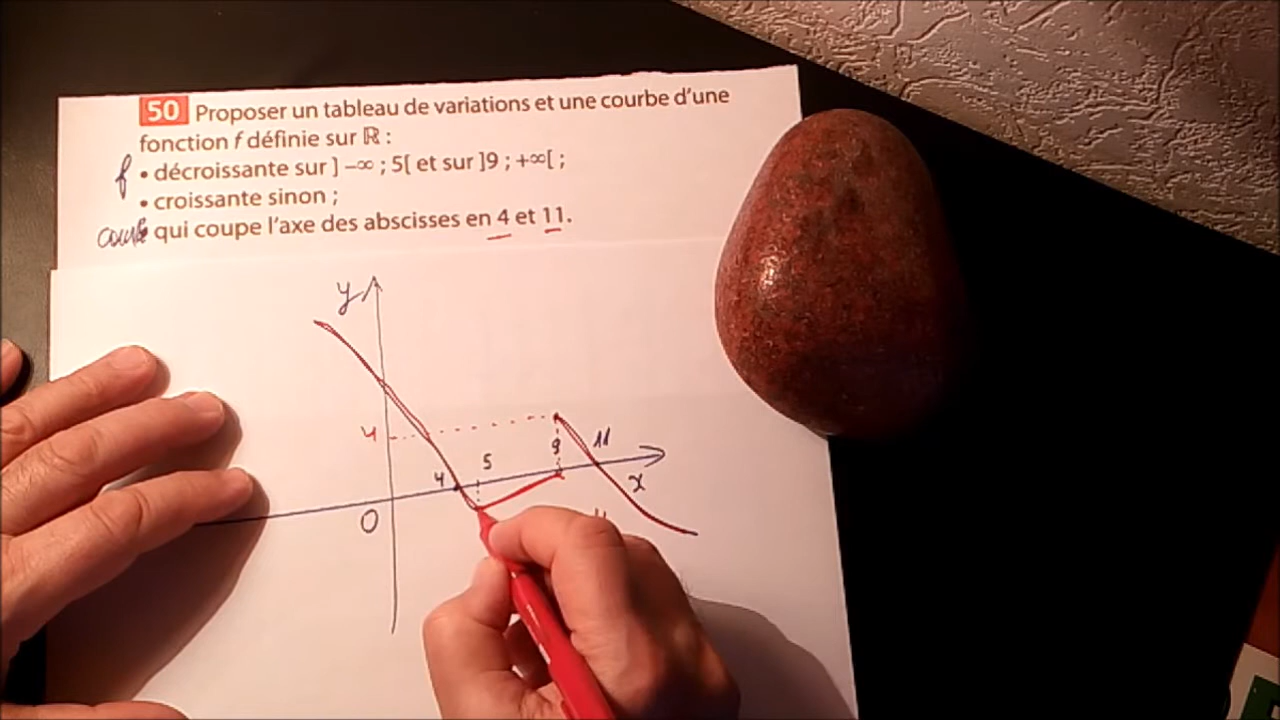 50 Proposer un tableau de variations et une courbe d'une
fonction f définie sur ℝ :
f • décroissante sur ] –∞ ; 5[ et sur ]9 ; +∞[ ;
• croissante sinon ;
courbe qui coupe l'axe des abscisses en 4 et 11.
y
4
9
11
5
4
x
O